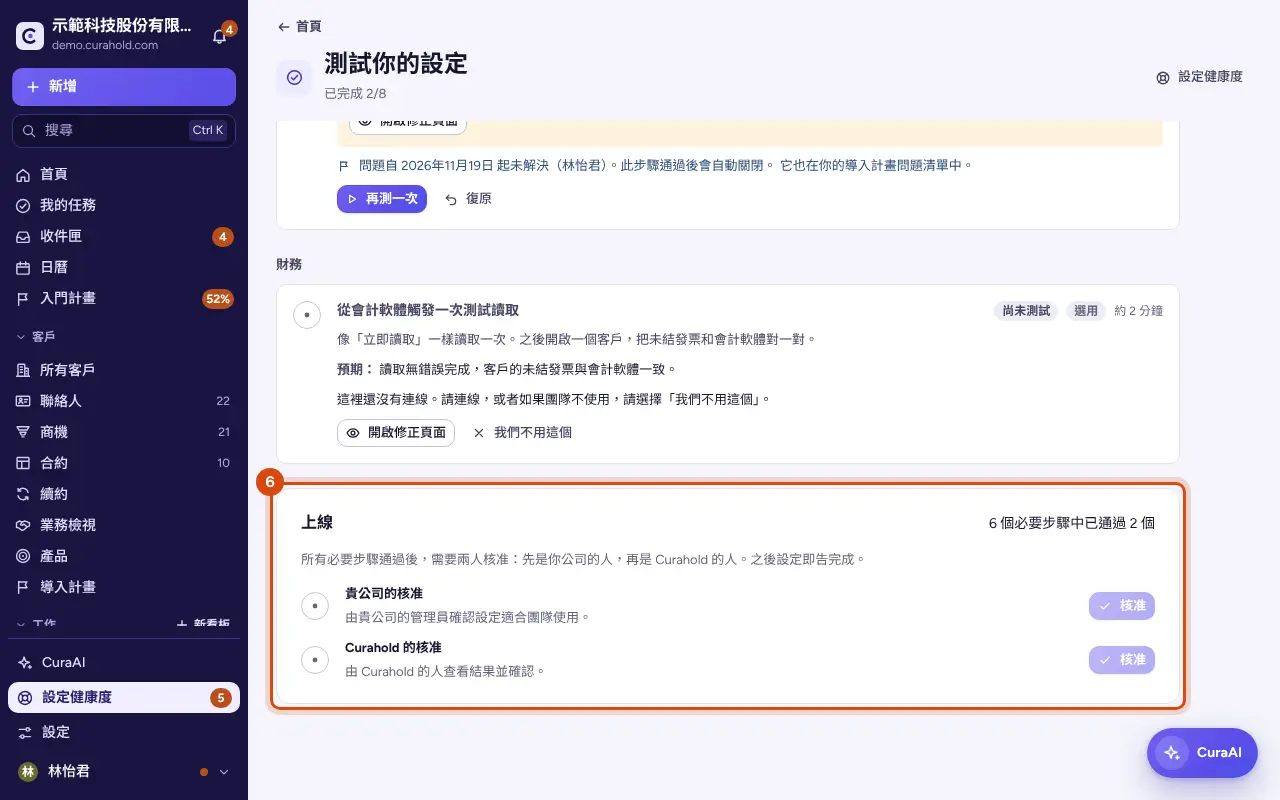 示範科技股份有限...
demo.curahold.com
4
新增
搜尋
Ctrl K
首頁
我的任務
收件匣
4
日曆
入門計畫
52%
客戶
所有客戶
聯絡人
22
商機
21
合約
10
續約
業務檢視
產品
導入計畫
工作
新看板
CuraAI
設定健康度
5
設定
林
林怡君
首頁
測試你的設定
已完成 2/8
設定健康度
開啟修正頁面
問題自 2026年11月19日 起未解決（林怡君）。此步驟通過後會自動關閉。 它也在你的導入計畫問題清單中。
再測一次
復原
財務
從會計軟體觸發一次測試讀取
尚未測試
選用
約 2 分鐘
像「立即讀取」一樣讀取一次。之後開啟一個客戶，把未結發票和會計軟體對一對。
預期： 讀取無錯誤完成，客戶的未結發票與會計軟體一致。
這裡還沒有連線。請連線，或者如果團隊不使用，請選擇「我們不用這個」。
開啟修正頁面
我們不用這個
6
上線
6 個必要步驟中已通過 2 個
所有必要步驟通過後，需要兩人核准：先是你公司的人，再是 Curahold 的人。之後設定即告完成。
貴公司的核准
由貴公司的管理員確認設定適合團隊使用。
核准
Curahold 的核准
由 Curahold 的人查看結果並確認。
核准
CuraAI